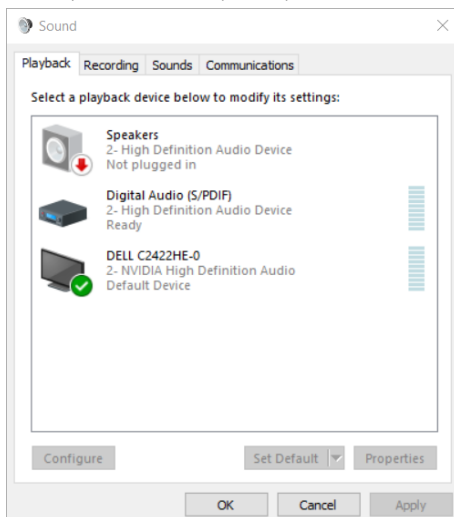 Sound
Playback Recording Sounds Communications
Select a playback device below to modify its settings:
Speakers
2- High Definition Audio Device
Not plugged in
Digital Audio (S/PDIF)
2- High Definition Audio Device
Ready
DELL C2422HE-0
2- NVIDIA High Definition Audio
Default Device
Configure Set Default Properties
OK Cancel Apply